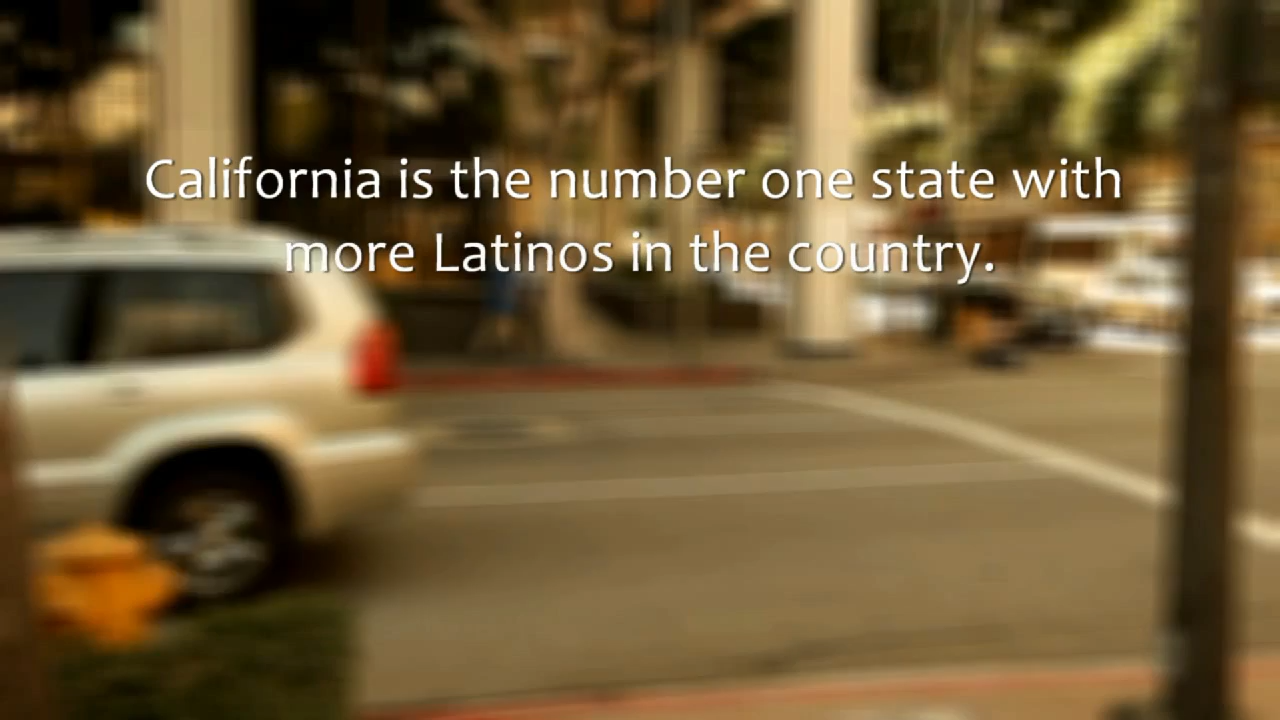 California is the number one state with
more Latinos in the country.